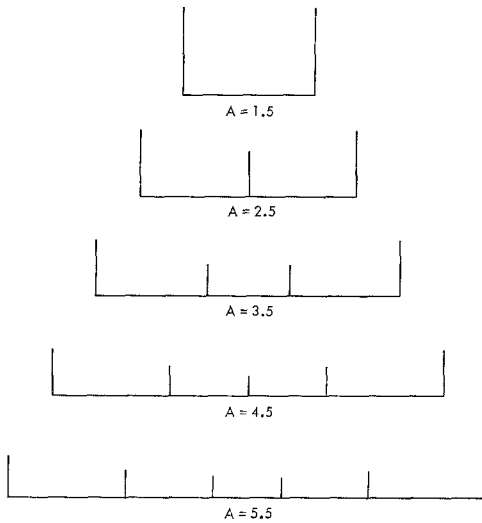 A = 1.5
A = 2.5
A = 3.5
A = 4.5
A = 5.5